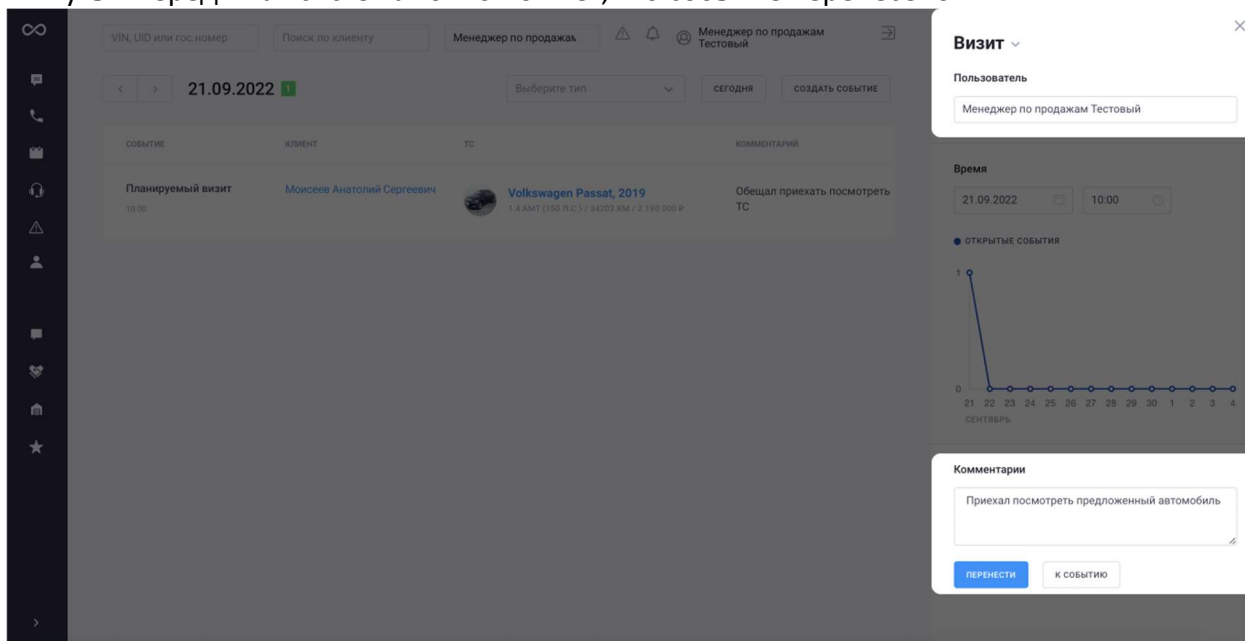 VIN, UID или гос.номер
Поиск по клиенту
Менеджер по продажам
Менеджер по продажам
Тестовый
21.09.2022 1
Выберите тип
СЕГОДНЯ
СОЗДАТЬ СОБЫТИЕ
СОБЫТИЕ КЛИЕНТ ТС КОММЕНТАРИЙ
Планируемый визит
10:00
Моисеев Анатолий Сергеевич
Volkswagen Passat, 2019
1.4 AMT (150 Л.С.) / 34203 КМ / 2 190 000 ₽
Обещал приехать посмотреть
ТС
Визит
Пользователь
Менеджер по продажам Тестовый
Время
21.09.2022 10:00
ОТКРЫТЫЕ СОБЫТИЯ
1
0
21 22 23 24 25 26 27 28 29 30 1 2 3 4
СЕНТЯБРЬ
Комментарии
Приехал посмотреть предложенный автомобиль
ПЕРЕНЕСТИ
К СОБЫТИЮ